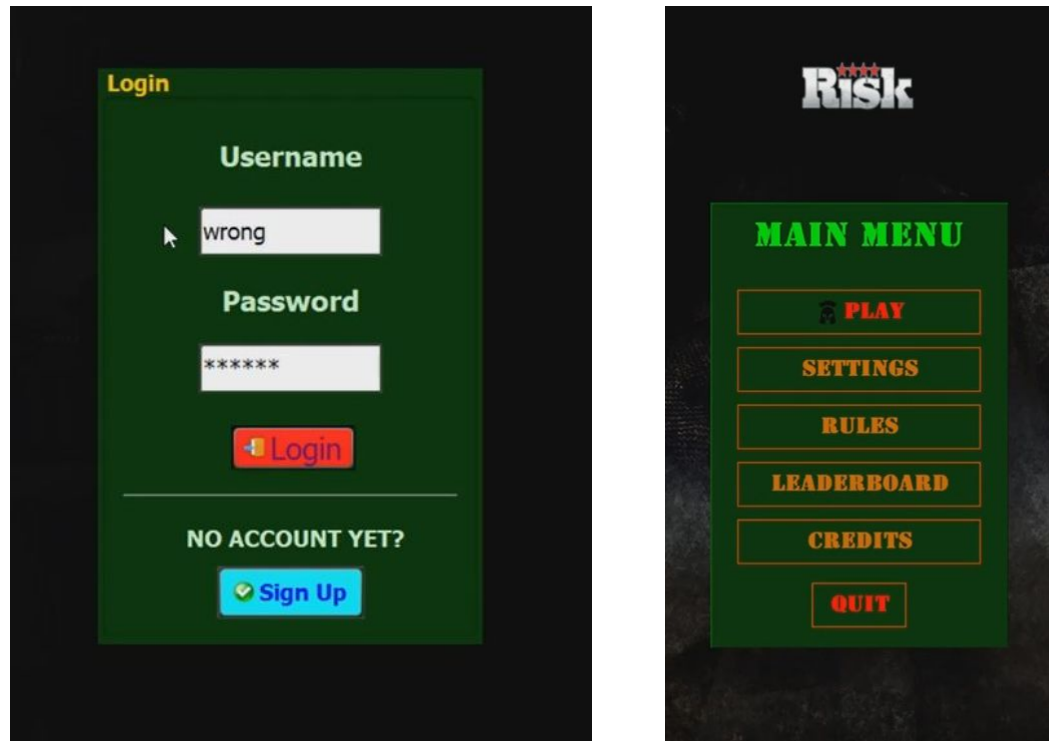 Login
Username
wrong
Password
******
Login
NO ACCOUNT YET?
Sign Up
Risk
MAIN MENU
PLAY
SETTINGS
RULES
LEADERBOARD
CREDITS
QUIT